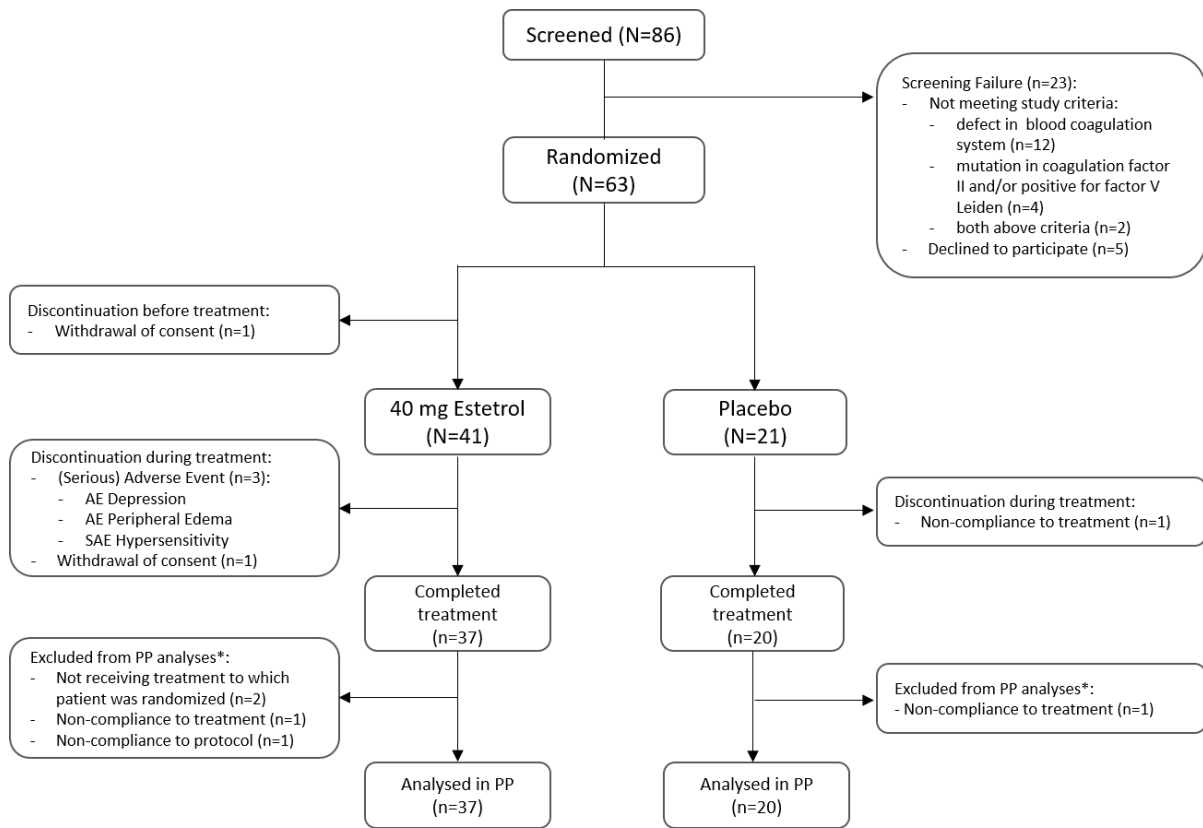 Screened (N=86)
Screening Failure (n=23):
- Not meeting study criteria:
- defect in blood coagulation
system (n=12)
- mutation in coagulation factor
II and/or positive for factor V
Leiden (n=4)
- both above criteria (n=2)
- Declined to participate (n=5)
Randomized
(N=63)
Discontinuation before treatment:
- Withdrawal of consent (n=1)
40 mg Estetrol
(N=41)
Placebo
(N=21)
Discontinuation during treatment:
- (Serious) Adverse Event (n=3):
- AE Depression
- AE Peripheral Edema
- SAE Hypersensitivity
- Withdrawal of consent (n=1)
Discontinuation during treatment:
- Non-compliance to treatment (n=1)
Completed
treatment
(n=37)
Completed
treatment
(n=20)
Excluded from PP analyses*:
- Not receiving treatment to which
patient was randomized (n=2)
- Non-compliance to treatment (n=1)
- Non-compliance to protocol (n=1)
Excluded from PP analyses*:
- Non-compliance to treatment (n=1)
Analysed in PP
(n=37)
Analysed in PP
(n=20)